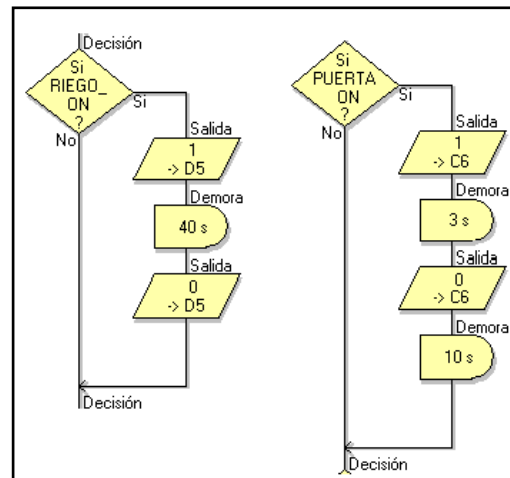 Decisión
Si
RIEGO_
ON
?
Si
No
Salida
1
-> D5
Demora
40 s
Salida
0
-> D5
Decisión
Si
PUERTA
ON
?
Si
No
Salida
1
-> C6
Demora
3 s
Salida
0
-> C6
Demora
10 s
Decisión